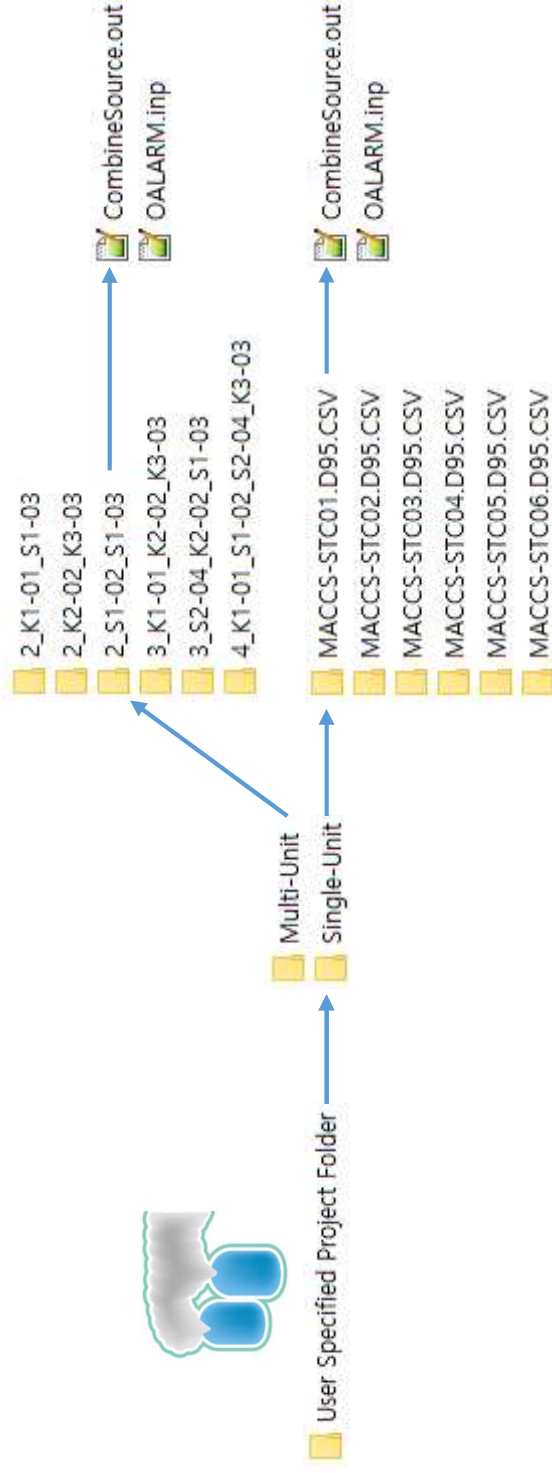 User Specified Project Folder
Multi-Unit
Single-Unit
2_K1-01_S1-03
2_K2-02_K3-03
2_S1-02_S1-03
3_K1-01_K2-02_K3-03
3_S2-04_K2-02_S1-03
4_K1-01_S1-02_S2-04_K3-03
MACCS-STC01.D95.CSV
MACCS-STC02.D95.CSV
MACCS-STC03.D95.CSV
MACCS-STC04.D95.CSV
MACCS-STC05.D95.CSV
MACCS-STC06.D95.CSV
CombineSource.out
OALARM.inp
CombineSource.out
OALARM.inp